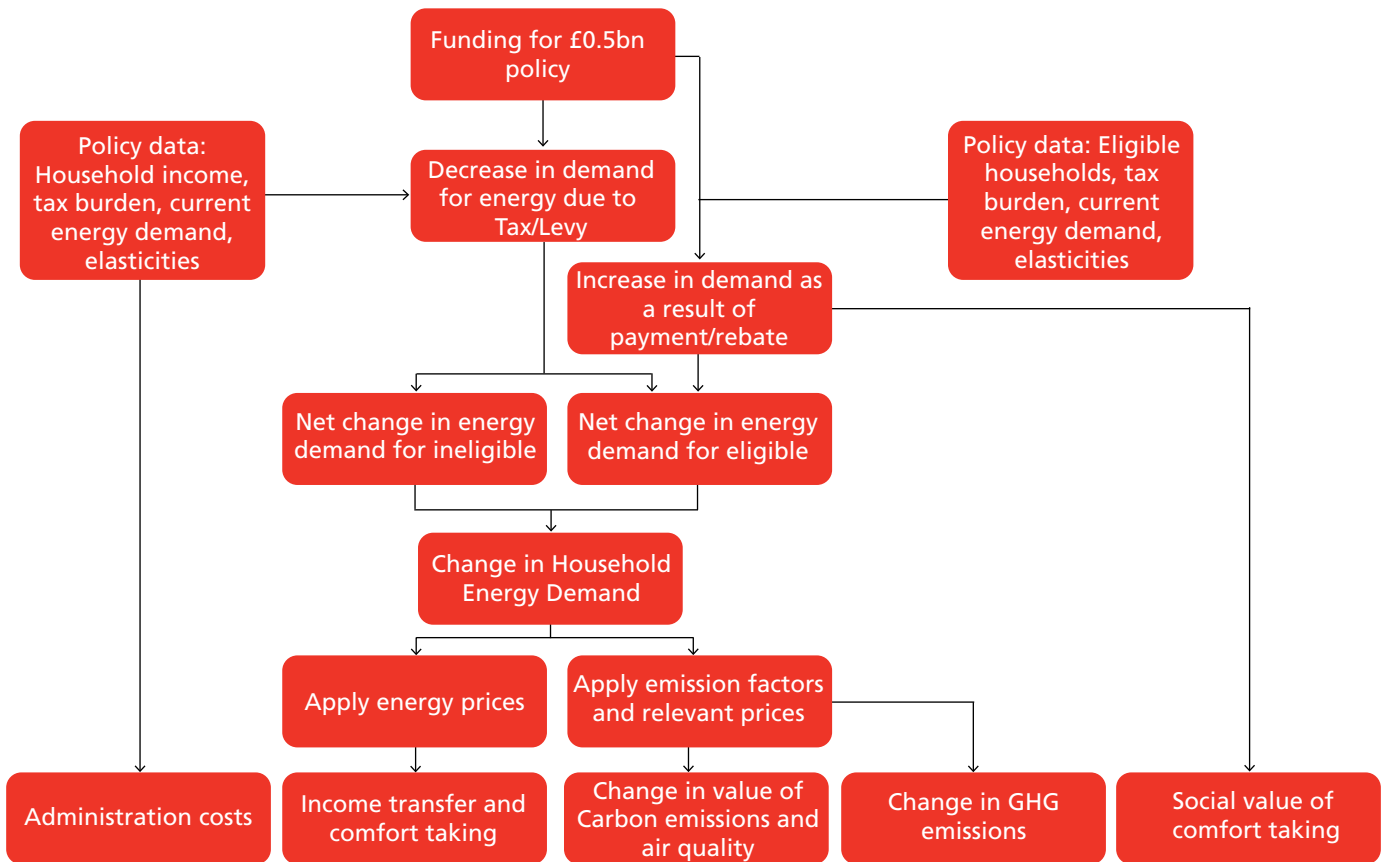 Funding for £0.5bn
policy
Policy data:
Household income,
tax burden, current
energy demand,
elasticities
Decrease in demand
for energy due to
Tax/Levy
Policy data: Eligible
households, tax
burden, current
energy demand,
elasticities
Increase in demand as
a result of
payment/rebate
Net change in energy
demand for ineligible
Net change in energy
demand for eligible
Change in Household
Energy Demand
Apply energy prices
Apply emission factors
and relevant prices
Administration costs
Income transfer and
comfort taking
Change in value of
Carbon emissions and
air quality
Change in GHG
emissions
Social value of
comfort taking